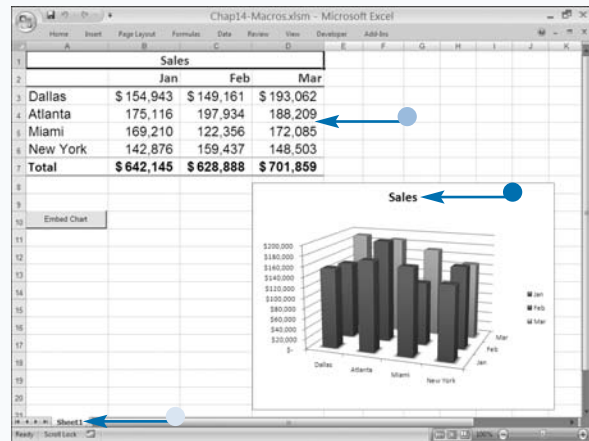 Chap14-Macros.xlsm - Microsoft Excel
Home Insert Page Layout Formulas Data Review View Developer Add-Ins
A B C D E F G H I J K
1 Sales
2 Jan Feb Mar
3 Dallas $ 154,943 $ 149,161 $ 193,062
4 Atlanta 175,116 197,934 188,209
5 Miami 169,210 122,356 172,085
6 New York 142,876 159,437 148,503
7 Total $ 642,145 $ 628,888 $ 701,859
8
9 Sales
10 Embed Chart
11
12 $200,000
$180,000
13 $160,000
$140,000
14 $120,000
$100,000 Jan
15 $80,000 Feb
16 $60,000 Mar
$40,000
17 $20,000 Mar
$- Feb
18 Jan
Dallas Atlanta Miami New York
19
20
21
Sheet1
Ready Scroll Lock 100%